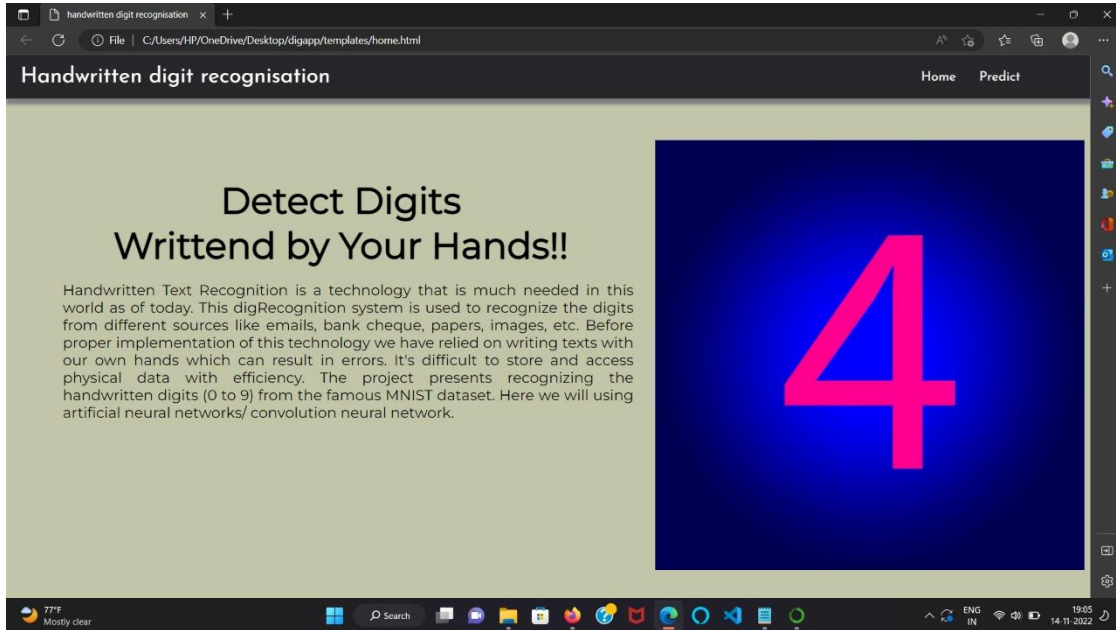 handwritten digit recognisation
File | C:/Users/HP/OneDrive/Desktop/digapp/templates/home.html
Handwritten digit recognisation
Home Predict
Detect Digits
Writtend by Your Hands!!
Handwritten Text Recognition is a technology that is much needed in this
world as of today. This digRecognition system is used to recognize the digits
from different sources like emails, bank cheque, papers, images, etc. Before
proper implementation of this technology we have relied on writing texts with
our own hands which can result in errors. It's difficult to store and access
physical data with efficiency. The project presents recognizing the
handwritten digits (0 to 9) from the famous MNIST dataset. Here we will using
artificial neural networks/ convolution neural network.
4
77°F
Mostly clear
Search
ENG
IN
19:05
14-11-2022